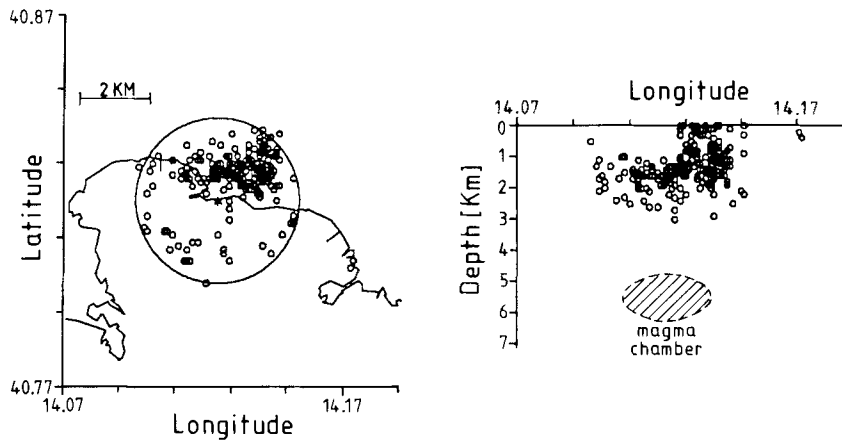 40.87
2 KM
Latitude
40.77
14.07
14.17
Longitude
Longitude
14.07
14.17
0
1
2
3
4
5
6
7
Depth [Km]
magma
chamber